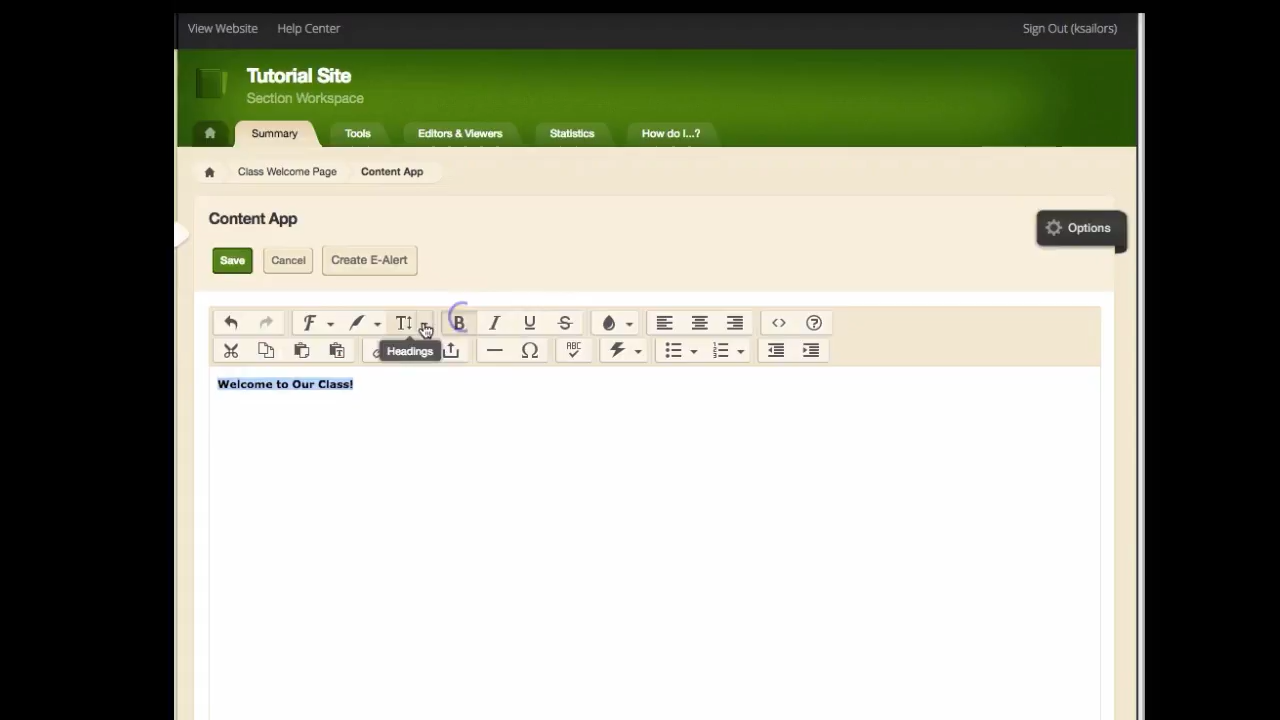 View Website Help Center Sign Out (ksailors)
Tutorial Site
Section Workspace
Summary Tools Editors & Viewers Statistics How do I...?
Class Welcome Page Content App
Content App
Options
Save Cancel Create E-Alert
F T B I U S
Headings Ω ABC
Welcome to Our Class!